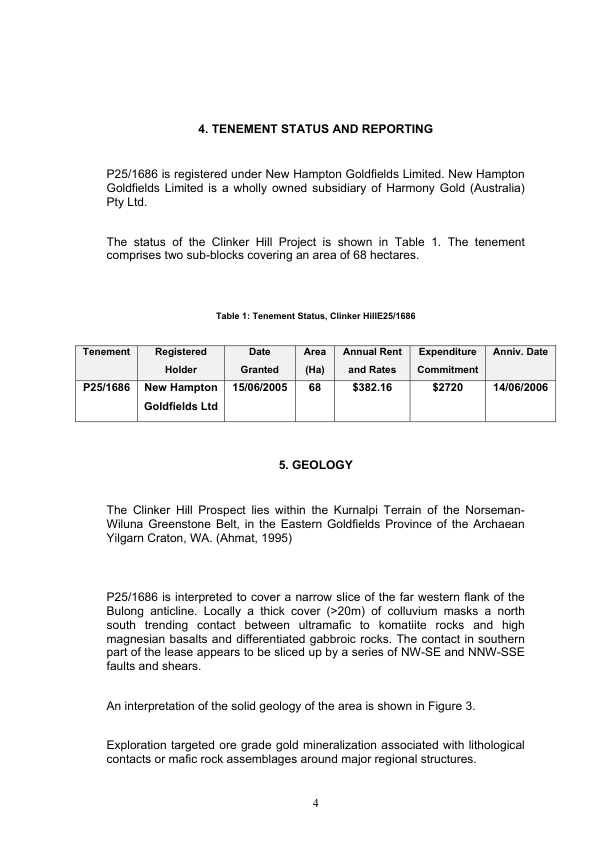 4. TENEMENT STATUS AND REPORTING
P25/1686 is registered under New Hampton Goldfields Limited. New Hampton
Goldfields Limited is a wholly owned subsidiary of Harmony Gold (Australia)
Pty Ltd.
The status of the Clinker Hill Project is shown in Table 1. The tenement
comprises two sub-blocks covering an area of 68 hectares.
Table 1: Tenement Status, Clinker HillE25/1686
Tenement Registered Date Area Annual Rent Expenditure Anniv. Date
Holder Granted (Ha) and Rates Commitment
P25/1686 New Hampton 15/06/2005 68 $382.16 $2720 14/06/2006
Goldfields Ltd
5. GEOLOGY
The Clinker Hill Prospect lies within the Kurnalpi Terrain of the Norseman-
Wiluna Greenstone Belt, in the Eastern Goldfields Province of the Archaean
Yilgarn Craton, WA. (Ahmat, 1995)
P25/1686 is interpreted to cover a narrow slice of the far western flank of the
Bulong anticline. Locally a thick cover (>20m) of colluvium masks a north
south trending contact between ultramafic to komatiite rocks and high
magnesian basalts and differentiated gabbroic rocks. The contact in southern
part of the lease appears to be sliced up by a series of NW-SE and NNW-SSE
faults and shears.
An interpretation of the solid geology of the area is shown in Figure 3.
Exploration targeted ore grade gold mineralization associated with lithological
contacts or mafic rock assemblages around major regional structures.
4